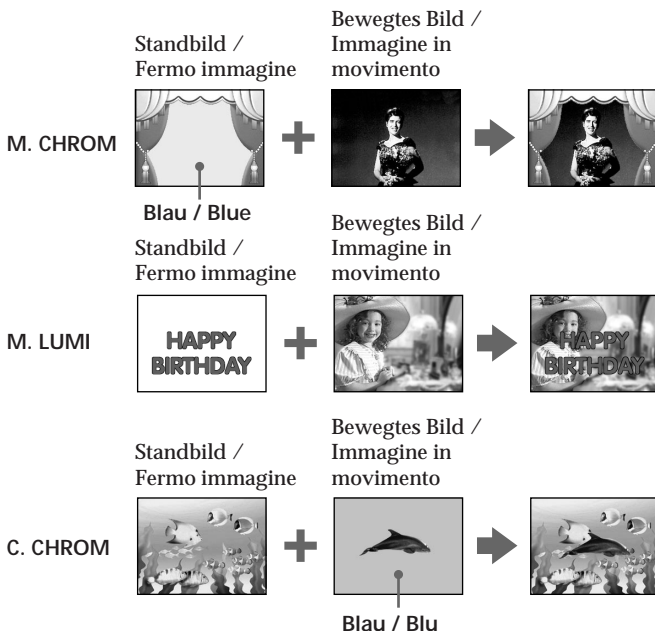 Standbild /
Fermo immagine
Bewegtes Bild /
Immagine in
movimento
M. CHROM
Blau / Blue
Standbild /
Fermo immagine
Bewegtes Bild /
Immagine in
movimento
M. LUMI
HAPPY
BIRTHDAY
HAPPY
BIRTHDAY
Standbild /
Fermo immagine
Bewegtes Bild /
Immagine in
movimento
C. CHROM
Blau / Blu